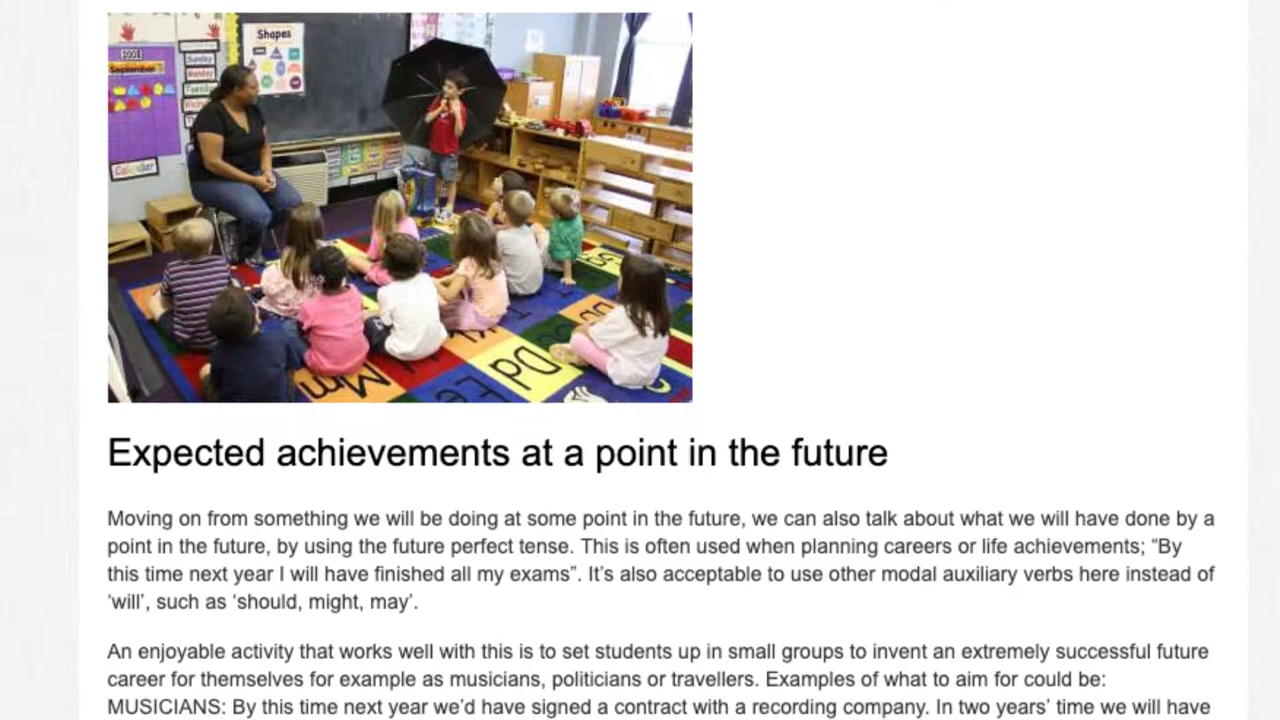 Shapes
2008
September
Sunday
Monday
Calendar
Mm
Dd
Expected achievements at a point in the future
Moving on from something we will be doing at some point in the future, we can also talk about what we will have done by a
point in the future, by using the future perfect tense. This is often used when planning careers or life achievements; “By
this time next year I will have finished all my exams”. It’s also acceptable to use other modal auxiliary verbs here instead of
‘will’, such as ‘should, might, may’.
An enjoyable activity that works well with this is to set students up in small groups to invent an extremely successful future
career for themselves for example as musicians, politicians or travellers. Examples of what to aim for could be:
MUSICIANS: By this time next year we’d have signed a contract with a recording company. In two years’ time we will have